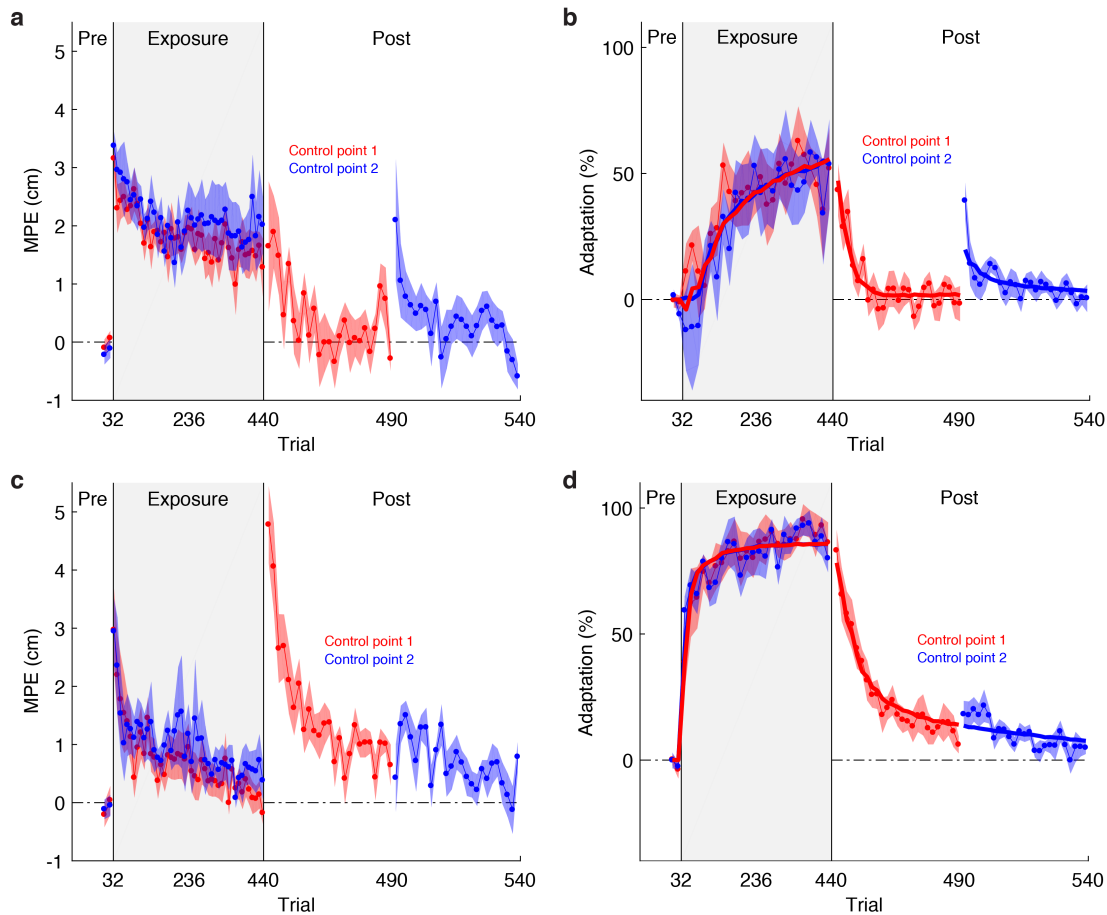 a
Pre
Exposure
Post
5
4
3
2
1
0
-1
MPE (cm)
Control point 1
Control point 2
32
236
440
490
540
Trial
b
Pre
Exposure
Post
100
50
0
Adaptation (%)
Control point 1
Control point 2
32
236
440
490
540
Trial
c
Pre
Exposure
Post
5
4
3
2
1
0
-1
MPE (cm)
Control point 1
Control point 2
32
236
440
490
540
Trial
d
Pre
Exposure
Post
100
50
0
Adaptation (%)
Control point 1
Control point 2
32
236
440
490
540
Trial